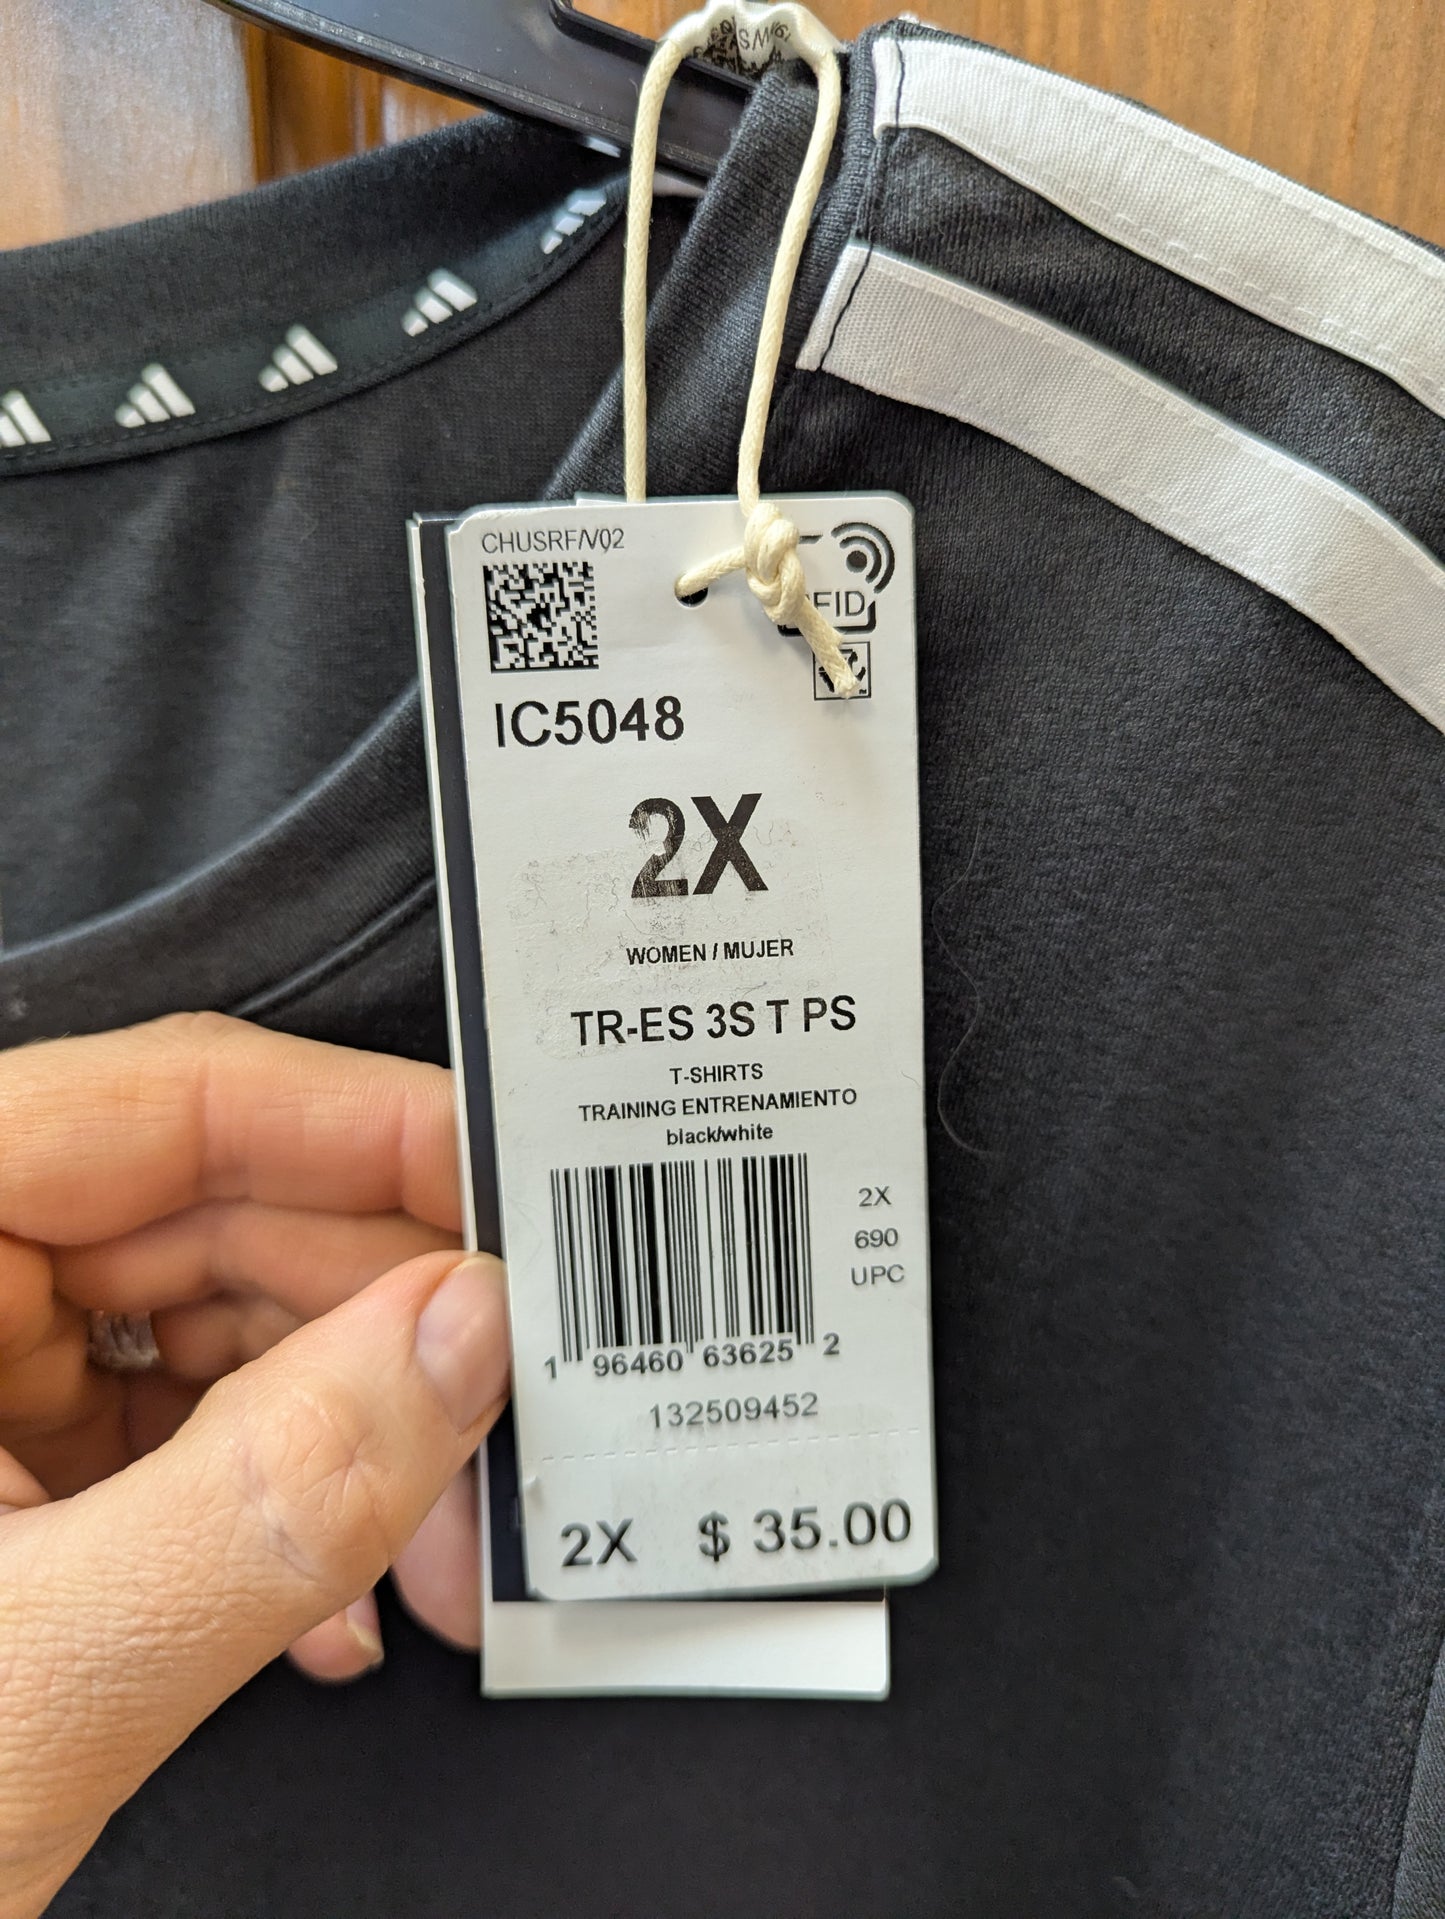 CHUSRF/V02
IC5048
2X
WOMEN / MUJER
TR-ES 3S T PS
T-SHIRTS
TRAINING ENTRENAMIENTO
black/white
2X
690
UPC
1 96460 63625 2
132509452
2X $ 35.00